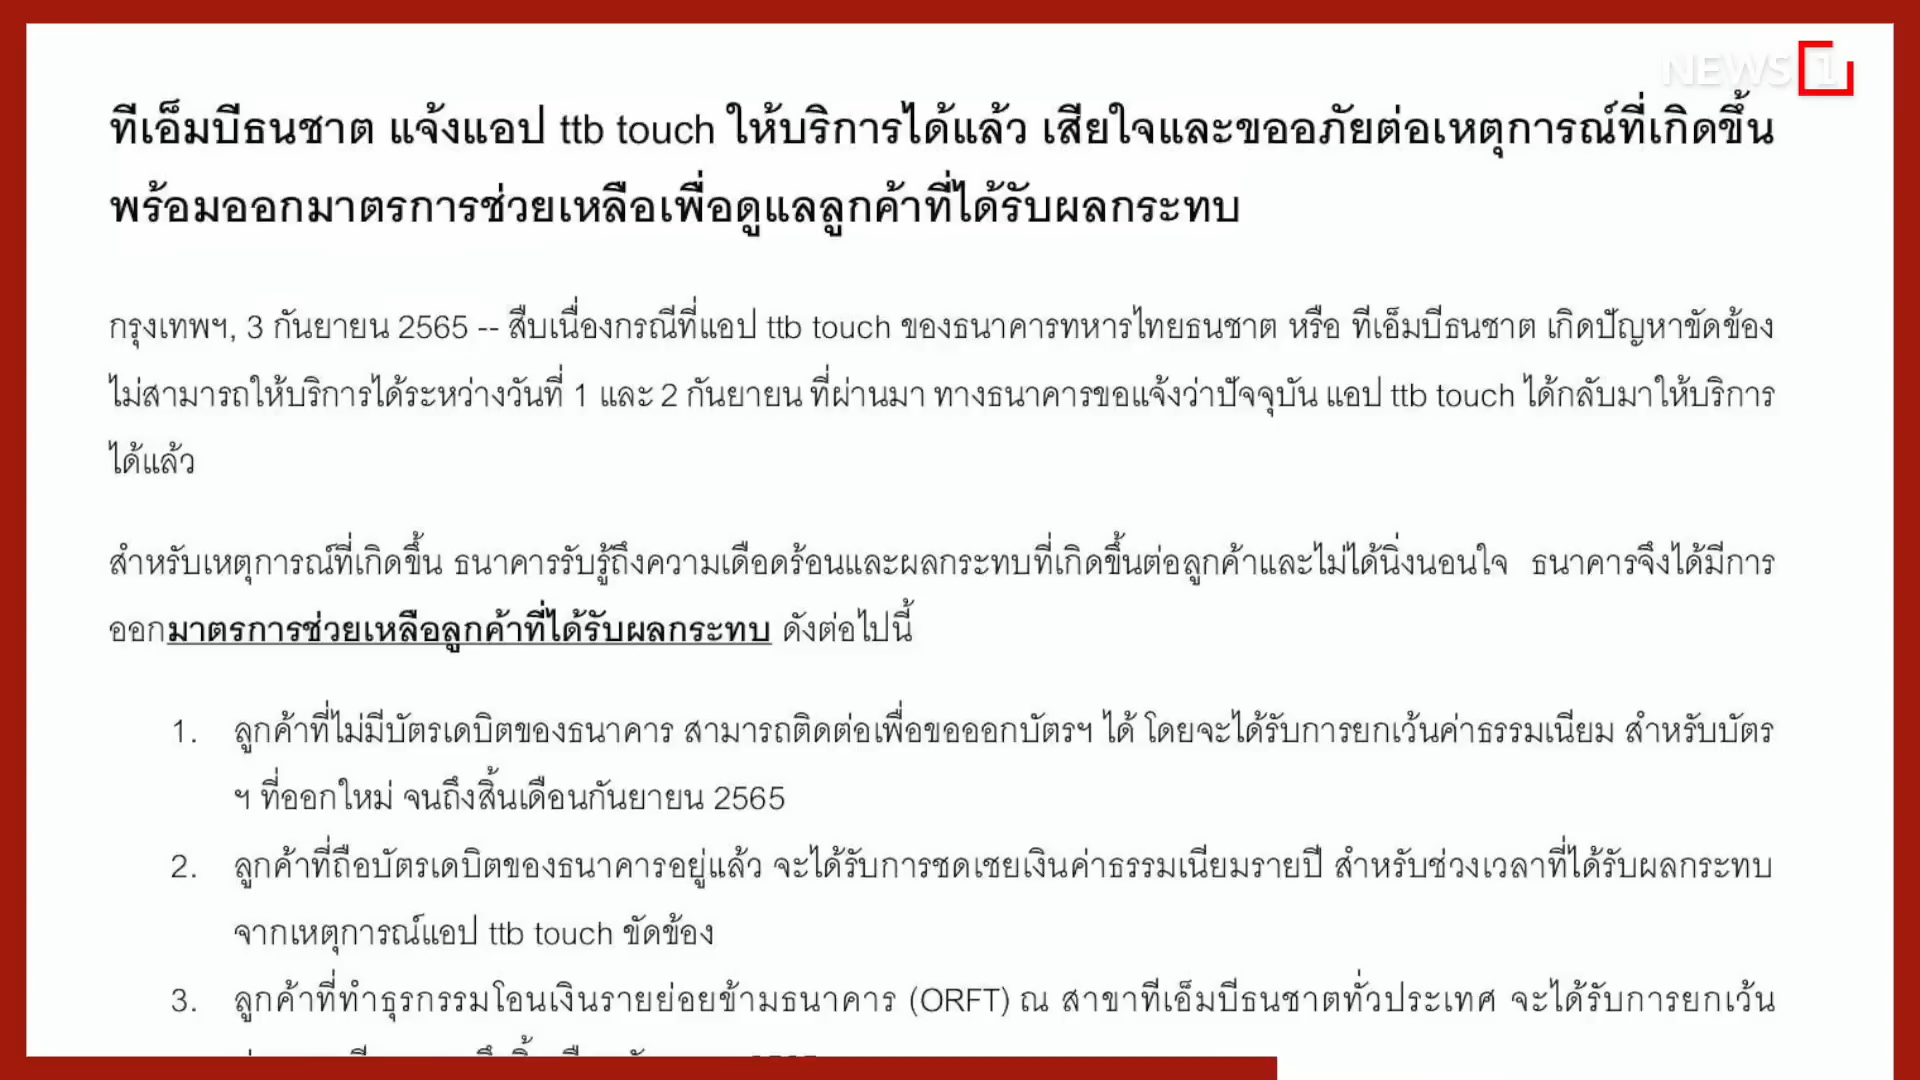 NEWS 1
ทีเอ็มบีธนชาต แจ้งแอป ttb touch ให้บริการได้แล้ว เสียใจและขออภัยต่อเหตุการณ์ที่เกิดขึ้น
พร้อมออกมาตรการช่วยเหลือเพื่อดูแลลูกค้าที่ได้รับผลกระทบ
กรุงเทพฯ, 3 กันยายน 2565 -- สืบเนื่องกรณีที่แอป ttb touch ของธนาคารทหารไทยธนชาต หรือ ทีเอ็มบีธนชาต เกิดปัญหาขัดข้อง
ไม่สามารถให้บริการได้ระหว่างวันที่ 1 และ 2 กันยายน ที่ผ่านมา ทางธนาคารขอแจ้งว่าปัจจุบัน แอป ttb touch ได้กลับมาให้บริการ
ได้แล้ว
สำหรับเหตุการณ์ที่เกิดขึ้น ธนาคารรับรู้ถึงความเดือดร้อนและผลกระทบที่เกิดขึ้นต่อลูกค้าและไม่ได้นิ่งนอนใจ ธนาคารจึงได้มีการ
ออกมาตรการช่วยเหลือลูกค้าที่ได้รับผลกระทบ ดังต่อไปนี้
1. ลูกค้าที่ไม่มีบัตรเดบิตของธนาคาร สามารถติดต่อเพื่อขอออกบัตรฯ ได้ โดยจะได้รับการยกเว้นค่าธรรมเนียม สำหรับบัตร
ฯ ที่ออกใหม่ จนถึงสิ้นเดือนกันยายน 2565
2. ลูกค้าที่ถือบัตรเดบิตของธนาคารอยู่แล้ว จะได้รับการชดเชยเงินค่าธรรมเนียมรายปี สำหรับช่วงเวลาที่ได้รับผลกระทบ
จากเหตุการณ์แอป ttb touch ขัดข้อง
3. ลูกค้าที่ทำธุรกรรมโอนเงินรายย่อยข้ามธนาคาร (ORFT) ณ สาขาทีเอ็มบีธนชาตทั่วประเทศ จะได้รับการยกเว้น